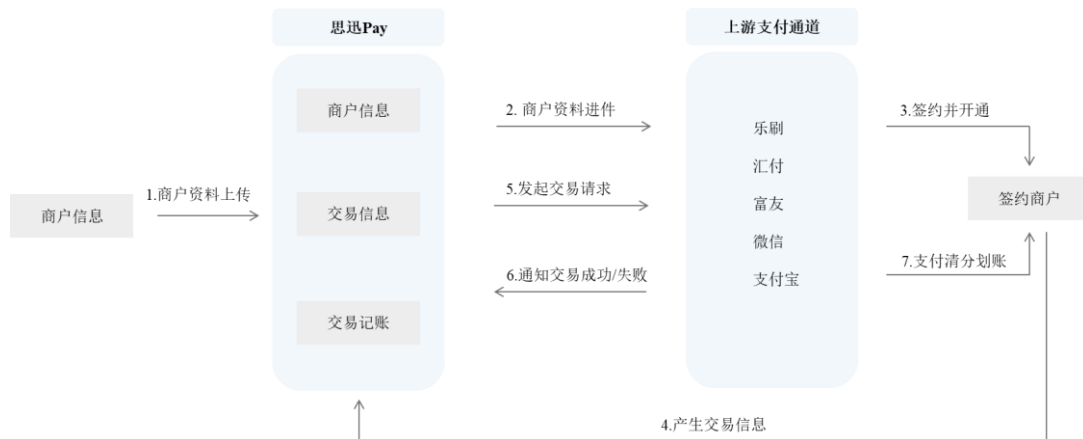 思迅Pay
上游支付通道
商户信息
1.商户资料上传
商户信息
交易信息
交易记账
2. 商户资料进件
5.发起交易请求
6.通知交易成功/失败
乐刷
汇付
富友
微信
支付宝
3.签约并开通
签约商户
7.支付清分划账
4.产生交易信息